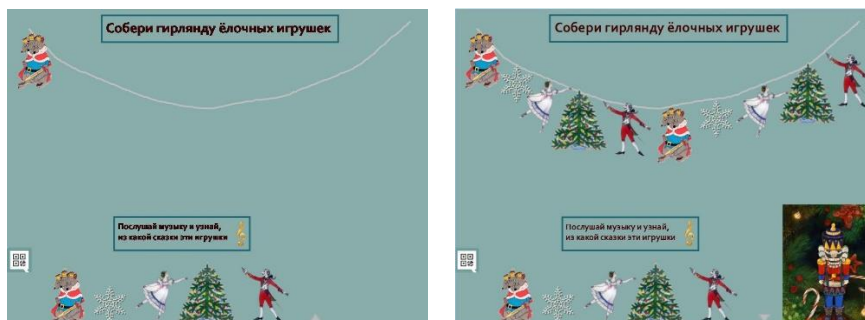 Собери гирлянду ёлочных игрушек
Послушай музыку и узнай,
из какой сказки эти игрушки
Собери гирлянду ёлочных игрушек
Послушай музыку и узнай,
из какой сказки эти игрушки